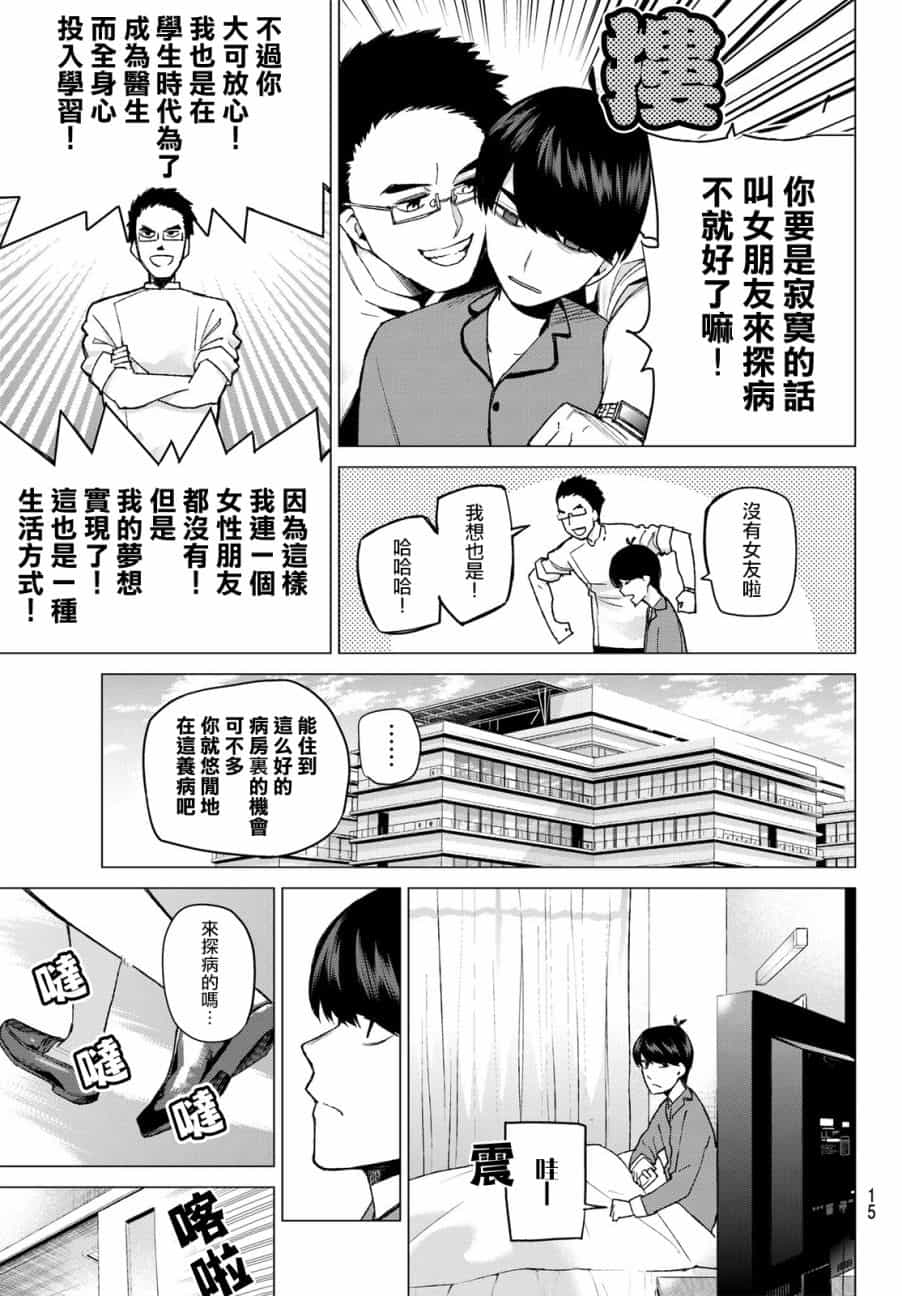 摟
你要是寂寞的話
叫女朋友來探病
不就好了嘛！
不過你
大可放心！
我也是在
學生時代為了
成為醫生
而全身心
投入學習！
因為這樣
我連一個
女性朋友
都沒有！
但是
我的夢想
實現了！
這也是一種
生活方式！
沒有女友啦
我想也是！
哈哈哈！
……
能住到
這么好的
病房裏的機會
可不多
你就悠閒地
在這養病吧
哇ー
震
來探病的嗎…
噠
噠
噠
喀啦
15